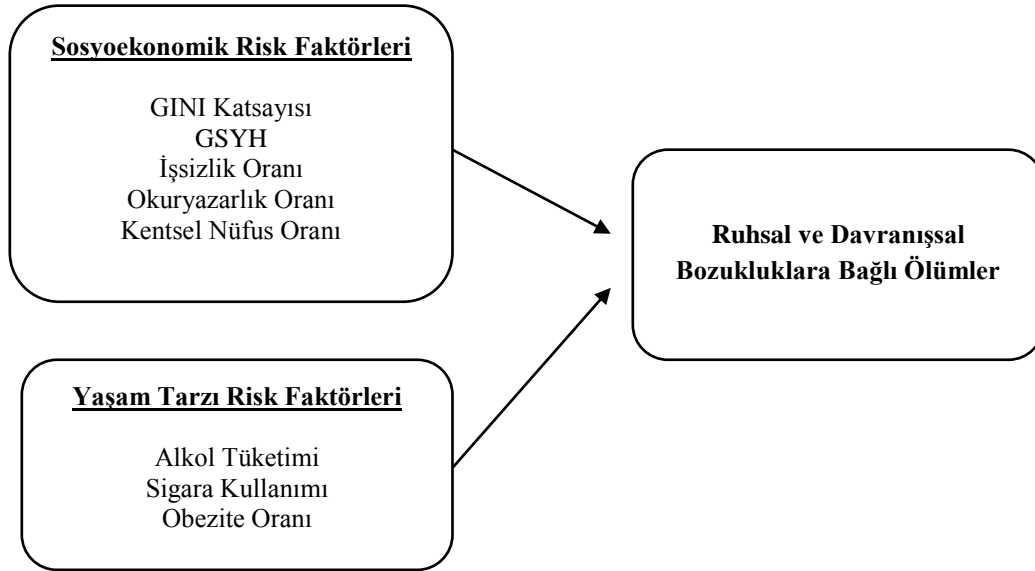 Sosyoekonomik Risk Faktörleri
GINI Katsayısı
GSYH
İşsizlik Oranı
Okuryazarlık Oranı
Kentsel Nüfus Oranı
Ruhsal ve Davranışsal
Bozukluklara Bağlı Ölümler
Yaşam Tarzı Risk Faktörleri
Alkol Tüketimi
Sigara Kullanımı
Obezite Oranı